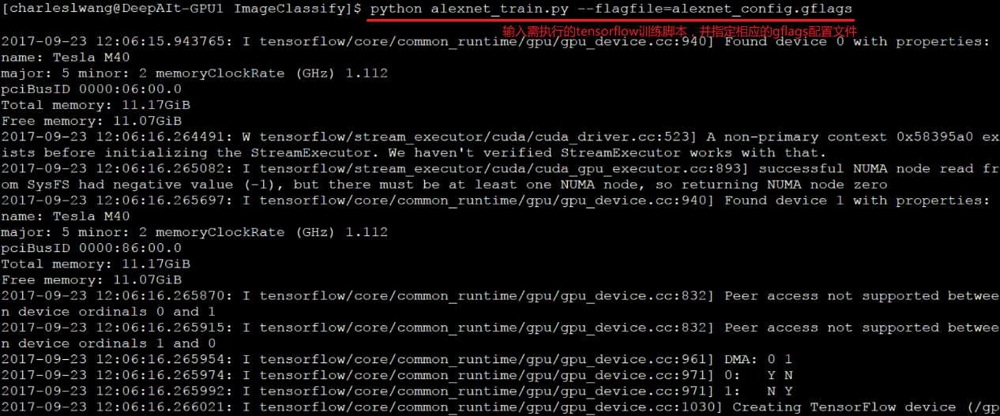 [charleslwang@DeepAIt-GPU1 ImageClassify]$ python alexnet_train.py --flagfile=alexnet_config.gflags
输入需执行的tensorflow训练脚本，并指定相应的gflags配置文件
2017-09-23 12:06:15.943765: I tensorflow/core/common_runtime/gpu/gpu_device.cc:940] Found device 0 with properties:
name: Tesla M40
major: 5 minor: 2 memoryClockRate (GHz) 1.112
pciBusID 0000:06:00.0
Total memory: 11.17GiB
Free memory: 11.07GiB
2017-09-23 12:06:16.264491: W tensorflow/stream_executor/cuda/cuda_driver.cc:523] A non-primary context 0x58395a0 ex
ists before initializing the StreamExecutor. We haven't verified StreamExecutor works with that.
2017-09-23 12:06:16.265082: I tensorflow/stream_executor/cuda/cuda_gpu_executor.cc:893] successful NUMA node read fr
om SysFS had negative value (-1), but there must be at least one NUMA node, so returning NUMA node zero
2017-09-23 12:06:16.265697: I tensorflow/core/common_runtime/gpu/gpu_device.cc:940] Found device 1 with properties:
name: Tesla M40
major: 5 minor: 2 memoryClockRate (GHz) 1.112
pciBusID 0000:86:00.0
Total memory: 11.17GiB
Free memory: 11.07GiB
2017-09-23 12:06:16.265870: I tensorflow/core/common_runtime/gpu/gpu_device.cc:832] Peer access not supported betwee
n device ordinals 0 and 1
2017-09-23 12:06:16.265915: I tensorflow/core/common_runtime/gpu/gpu_device.cc:832] Peer access not supported betwee
n device ordinals 1 and 0
2017-09-23 12:06:16.265954: I tensorflow/core/common_runtime/gpu/gpu_device.cc:961] DMA: 0 1
2017-09-23 12:06:16.265974: I tensorflow/core/common_runtime/gpu/gpu_device.cc:971] 0:   Y N
2017-09-23 12:06:16.265992: I tensorflow/core/common_runtime/gpu/gpu_device.cc:971] 1:   N Y
2017-09-23 12:06:16.266021: I tensorflow/core/common_runtime/gpu/gpu_device.cc:1030] Creating TensorFlow device (/gp